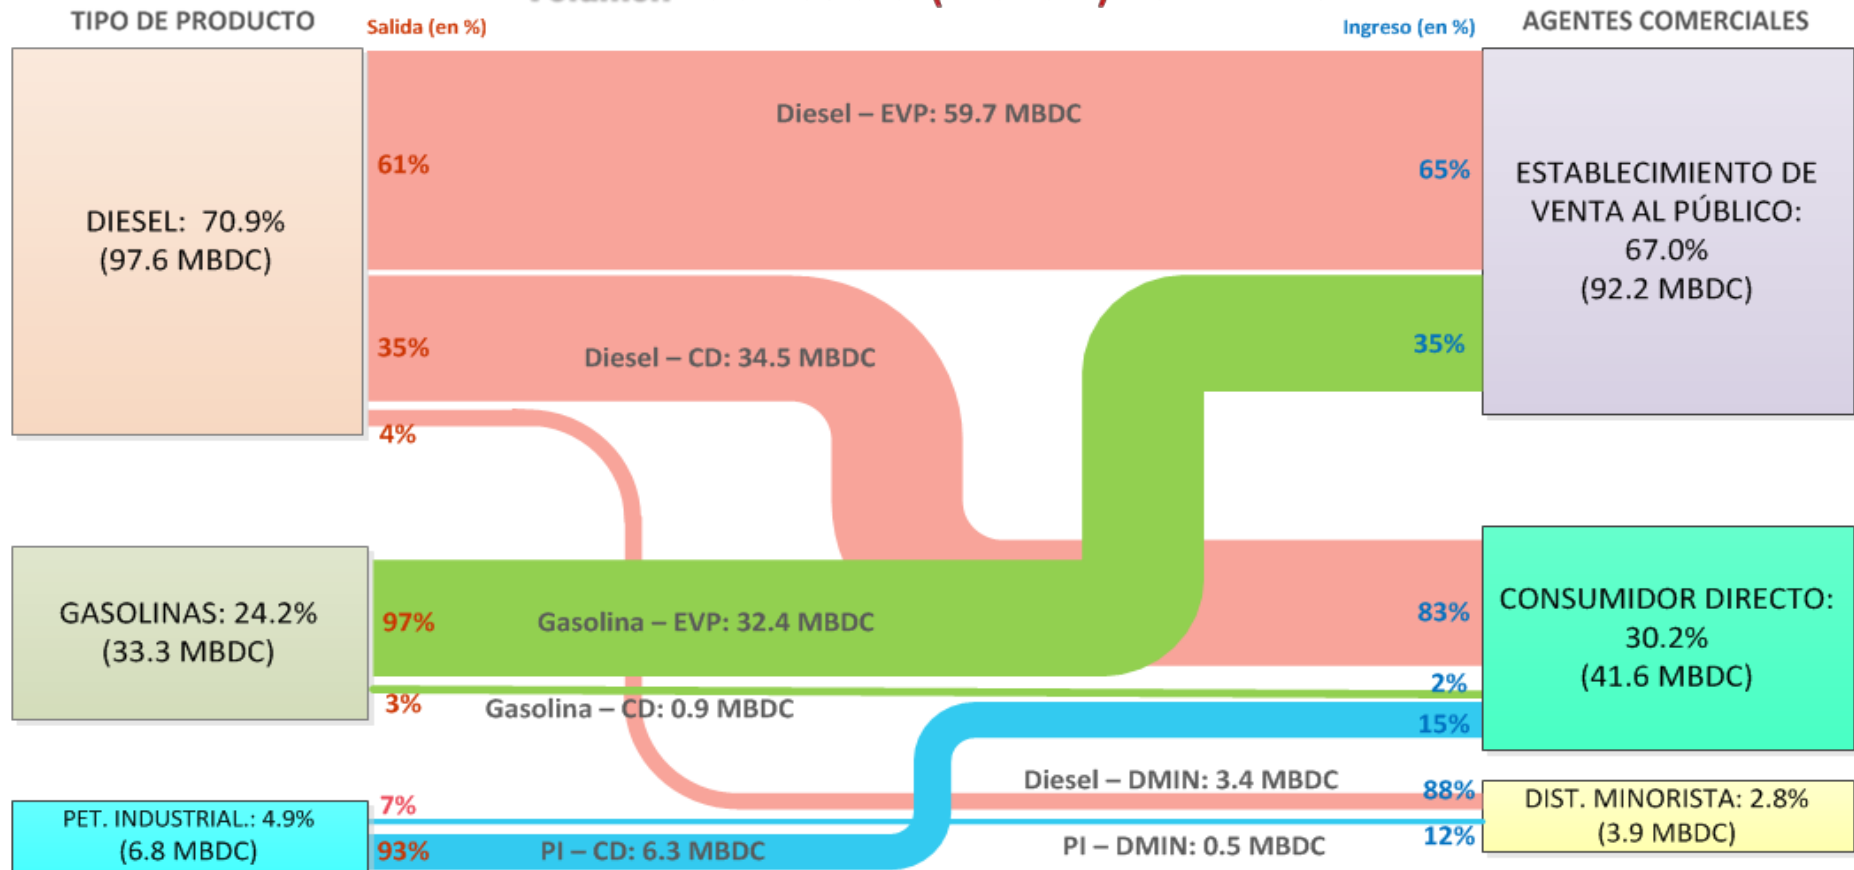 TIPO DE PRODUCTO
Salida (en %)
Ingreso (en %)
AGENTES COMERCIALES
DIESEL: 70.9%
(97.6 MBDC)
61%
Diesel – EVP: 59.7 MBDC
65%
ESTABLECIMIENTO DE
VENTA AL PÚBLICO:
67.0%
(92.2 MBDC)
35%
Diesel – CD: 34.5 MBDC
35%
4%
GASOLINAS: 24.2%
(33.3 MBDC)
97%
Gasolina – EVP: 32.4 MBDC
83%
CONSUMIDOR DIRECTO:
30.2%
(41.6 MBDC)
3%
Gasolina – CD: 0.9 MBDC
2%
15%
PET. INDUSTRIAL.: 4.9%
(6.8 MBDC)
7%
Diesel – DMIN: 3.4 MBDC
88%
DIST. MINORISTA: 2.8%
(3.9 MBDC)
93%
PI – CD: 6.3 MBDC
PI – DMIN: 0.5 MBDC
12%